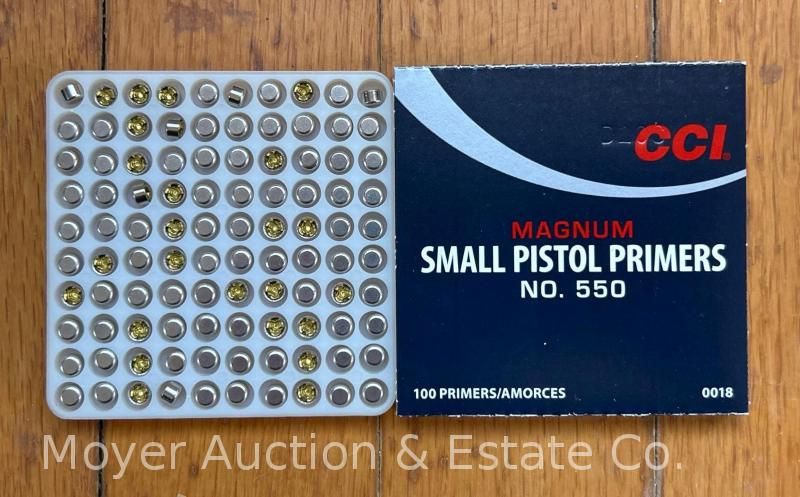 CCI
MAGNUM
SMALL PISTOL PRIMERS
NO. 550
100 PRIMERS/AMORCES 0018
Moyer Auction & Estate Co.